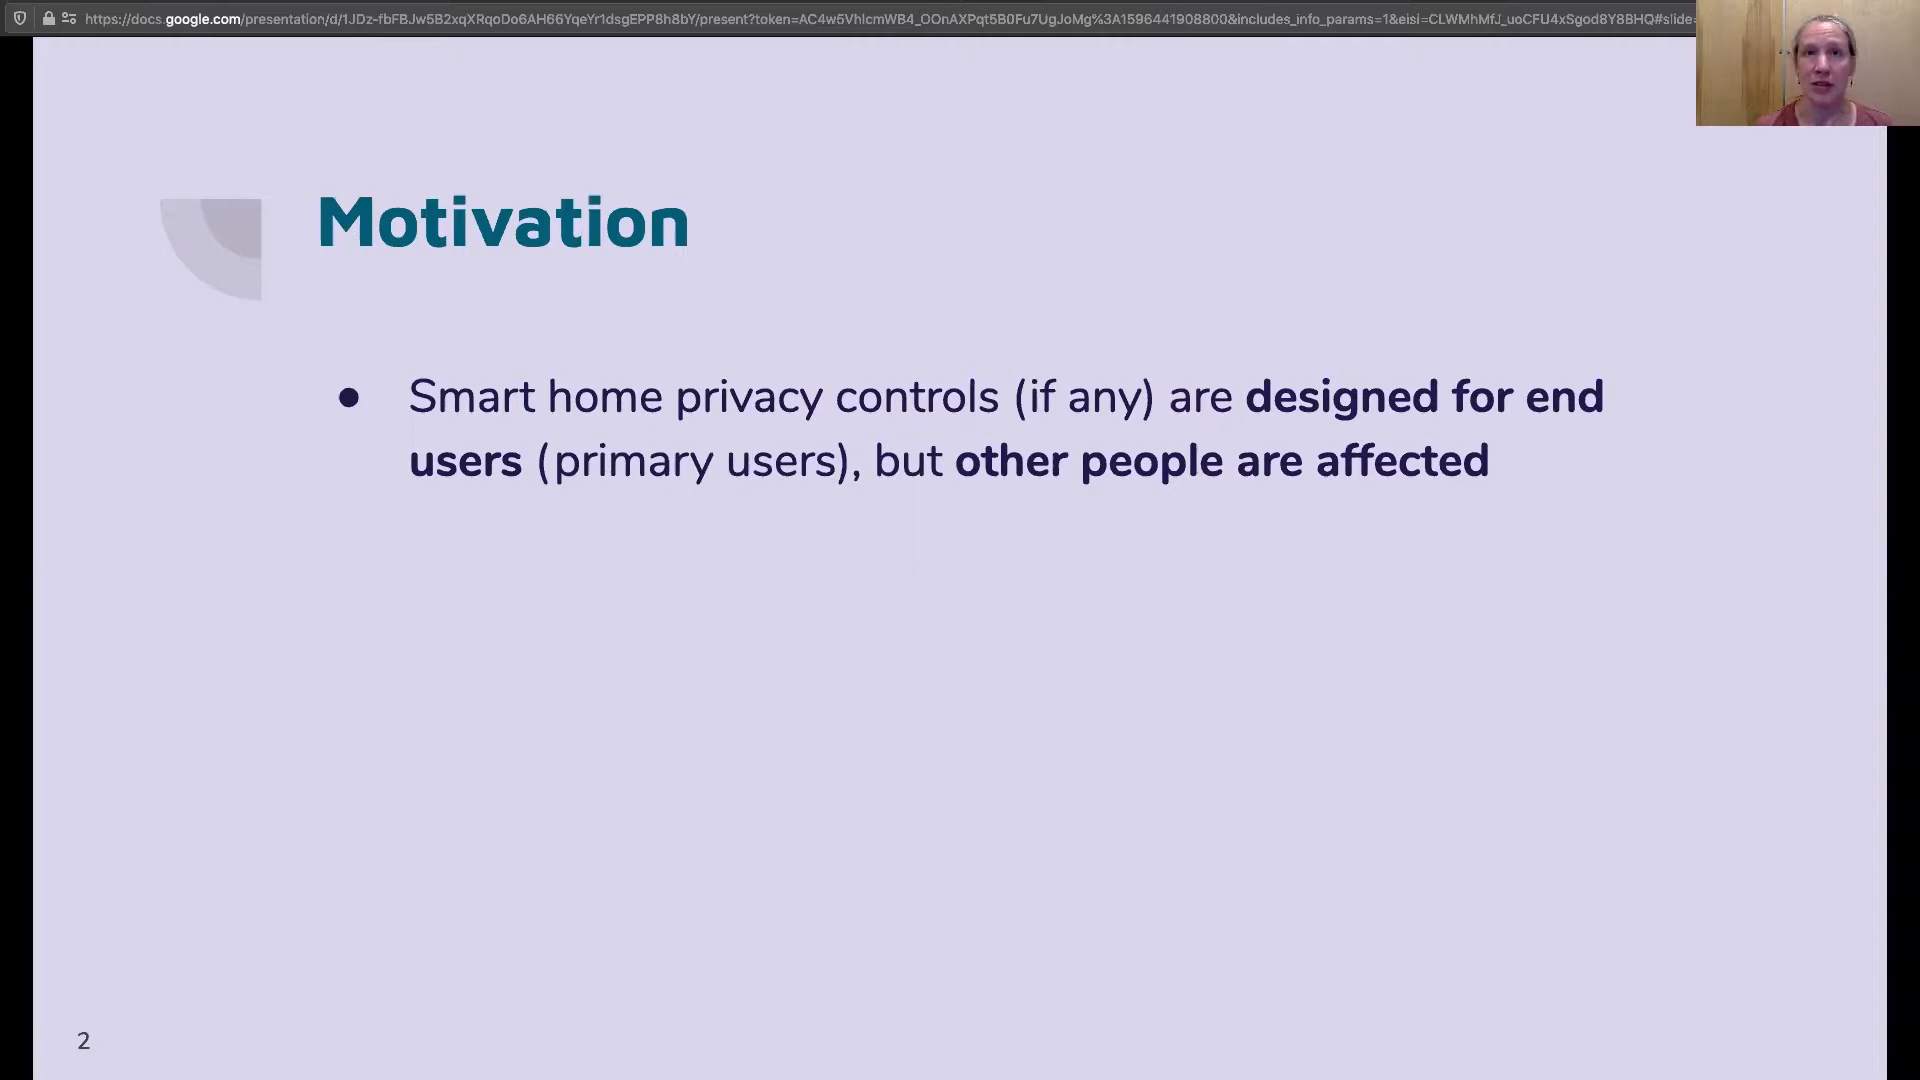 https://docs.google.com/presentation/d/1JDz-fbFBJw5B2xqXRqoDo6AH66YqeYr1dsgEPP8h8bY/present?token=AC4w5VhIcmWB4_OOnAXPqt5B0Fu7UgJoMg%3A1596441908800&includes_info_params=1&eisi=CLWMhMfJ_uoCFU4xSgod8Y8BHQ#slide=
Motivation
● Smart home privacy controls (if any) are designed for end
users (primary users), but other people are affected
2